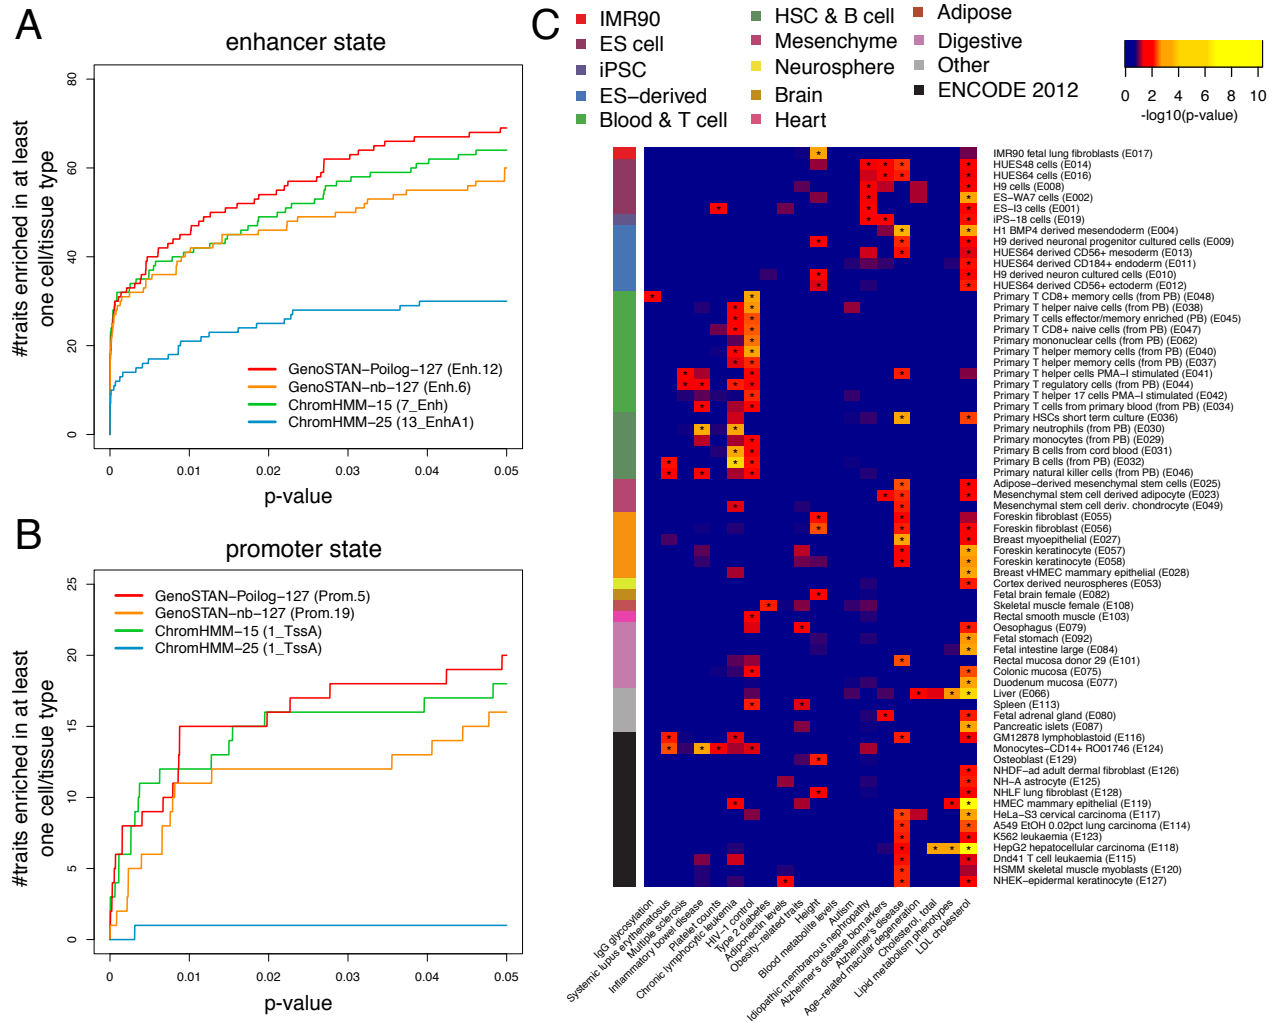 A
enhancer state
#traits enriched in at least
one cell/tissue type
80
60
40
20
0
GenoSTAN−Poilog−127 (Enh.12)
GenoSTAN−nb−127 (Enh.6)
ChromHMM−15 (7_Enh)
ChromHMM−25 (13_EnhA1)
0
0.01
0.02
0.03
0.04
0.05
p-value
B
promoter state
#traits enriched in at least
one cell/tissue type
25
20
15
10
5
0
GenoSTAN−Poilog−127 (Prom.5)
GenoSTAN−nb−127 (Prom.19)
ChromHMM−15 (1_TssA)
ChromHMM−25 (1_TssA)
0
0.01
0.02
0.03
0.04
0.05
p-value
C
IMR90
ES cell
iPSC
ES−derived
Blood & T cell
HSC & B cell
Mesenchyme
Neurosphere
Brain
Heart
Adipose
Digestive
Other
ENCODE 2012
0 2 4 6 8 10
-log10(p-value)
IMR90 fetal lung fibroblasts (E017)
HUES48 cells (E014)
HUES64 cells (E016)
H9 cells (E008)
ES−WA7 cells (E002)
ES−I3 cells (E001)
iPS−18 cells (E019)
H1 BMP4 derived mesendoderm (E004)
H9 derived neuronal progenitor cultured cells (E009)
HUES64 derived CD56+ mesoderm (E013)
HUES64 derived CD184+ endoderm (E011)
H9 derived neuron cultured cells (E010)
HUES64 derived CD56+ ectoderm (E012)
Primary T CD8+ memory cells (from PB) (E048)
Primary T helper naive cells (from PB) (E038)
Primary T cells effector/memory enriched (PB) (E045)
Primary T CD8+ naive cells (from PB) (E047)
Primary mononuclear cells (from PB) (E062)
Primary T helper memory cells (from PB) (E040)
Primary T helper memory cells (from PB) (E037)
Primary T helper cells PMA−I stimulated (E041)
Primary T regulatory cells (from PB) (E044)
Primary T helper 17 cells PMA−I stimulated (E042)
Primary T cells from primary blood (from PB) (E034)
Primary HSCs short term culture (E036)
Primary neutrophils (from PB) (E030)
Primary monocytes (from PB) (E029)
Primary B cells from cord blood (E031)
Primary B cells (from PB) (E032)
Primary natural killer cells (from PB) (E046)
Adipose−derived mesenchymal stem cells (E025)
Mesenchymal stem cell derived adipocyte (E023)
Mesenchymal stem cell deriv. chondrocyte (E049)
Foreskin fibroblast (E055)
Foreskin fibroblast (E056)
Breast myoepithelial (E027)
Foreskin keratinocyte (E057)
Foreskin keratinocyte (E058)
Breast vHMEC mammary epithelial (E028)
Cortex derived neurospheres (E053)
Fetal brain female (E082)
Skeletal muscle female (E108)
Rectal smooth muscle (E103)
Oesophagus (E079)
Fetal stomach (E092)
Fetal intestine large (E084)
Rectal mucosa donor 29 (E101)
Colonic mucosa (E075)
Duodenum mucosa (E077)
Liver (E066)
Spleen (E113)
Fetal adrenal gland (E080)
Pancreatic islets (E087)
GM12878 lymphoblastoid (E116)
Monocytes−CD14+ RO01746 (E124)
Osteoblast (E129)
NHDF−ad adult dermal fibroblast (E126)
NH−A astrocyte (E125)
NHLF lung fibroblast (E128)
HMEC mammary epithelial (E119)
HeLa−S3 cervical carcinoma (E117)
A549 EtOH 0.02pct lung carcinoma (E114)
K562 leukaemia (E123)
HepG2 hepatocellular carcinoma (E118)
Dnd41 T cell leukaemia (E115)
HSMM skeletal muscle myoblasts (E120)
NHEK−epidermal keratinocyte (E127)
IgG glycosylation
Systemic lupus erythematosus
Multiple sclerosis
Inflammatory bowel disease
Platelet counts
Chronic lymphocytic leukemia
HIV−1 control
Type 2 diabetes
Adiponectin levels
Obesity−related traits
Height
Blood metabolite levels
Autism
Idiopathic membranous nephropathy
Alzheimer's disease biomarkers
Alzheimer's disease
Age−related macular degeneration
Cholesterol, total
Lipid metabolism phenotypes
LDL cholesterol